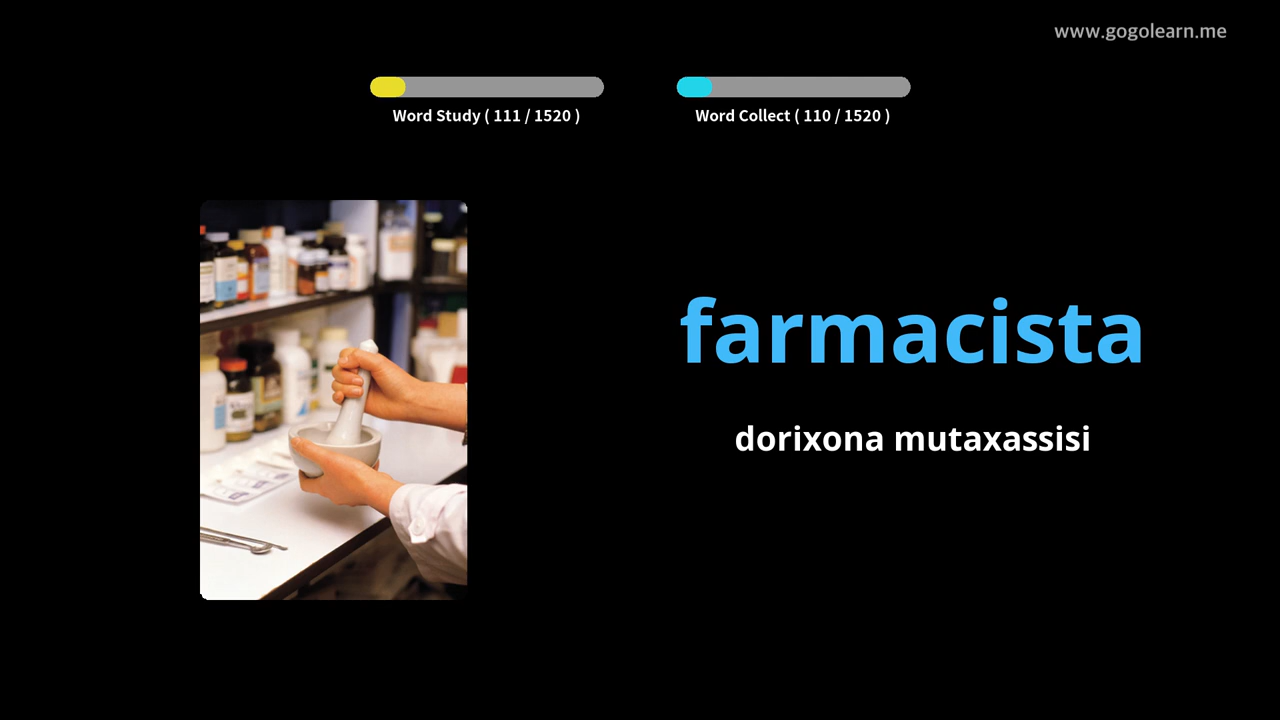 www.gogolearn.me
Word Study ( 111 / 1520 )
Word Collect ( 110 / 1520 )
farmacista
dorixona mutaxassisi